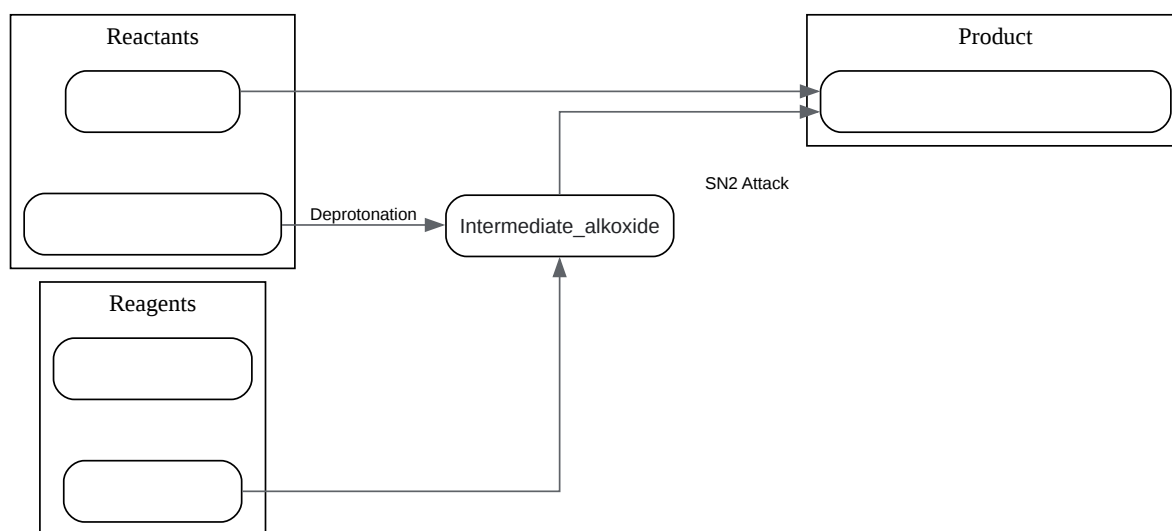 Reactants
Product
SN2 Attack
Deprotonation
Intermediate_alkoxide
Reagents